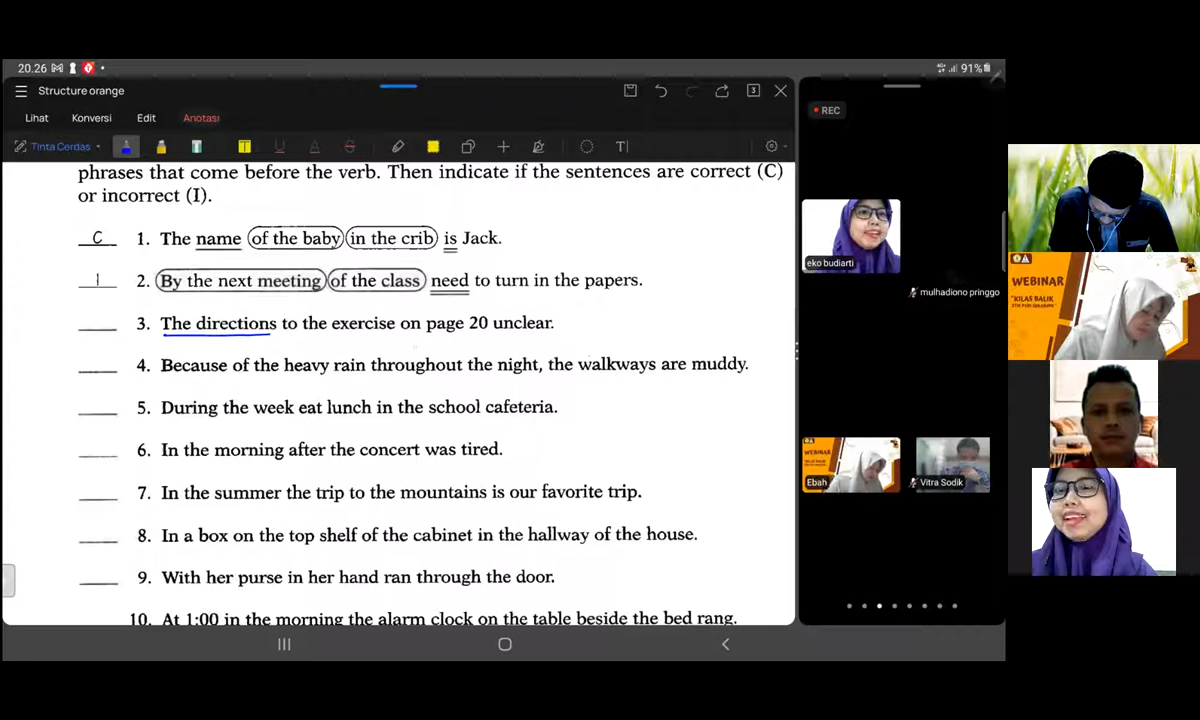 20.26
91%
Structure orange
3
Lihat Konversi Edit Anotasi
Tinta Cerdas
T U A S T
REC
phrases that come before the verb. Then indicate if the sentences are correct (C)
or incorrect (I).
C 1. The name of the baby in the crib is Jack.
I 2. By the next meeting of the class need to turn in the papers.
3. The directions to the exercise on page 20 unclear.
4. Because of the heavy rain throughout the night, the walkways are muddy.
5. During the week eat lunch in the school cafeteria.
6. In the morning after the concert was tired.
7. In the summer the trip to the mountains is our favorite trip.
8. In a box on the top shelf of the cabinet in the hallway of the house.
9. With her purse in her hand ran through the door.
10. At 1:00 in the morning the alarm clock on the table beside the bed rang.
eko budiarti
mulhadiono pringgo
Ebah
Vitra Sodik
WEBINAR
WEBINAR
"KILAS BALIK